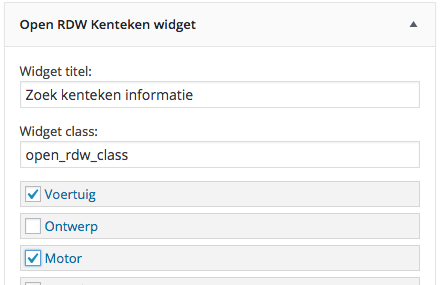 Open RDW Kenteken widget
Widget titel:
Zoek kenteken informatie
Widget class:
open_rdw_class
Voertuig
Ontwerp
Motor